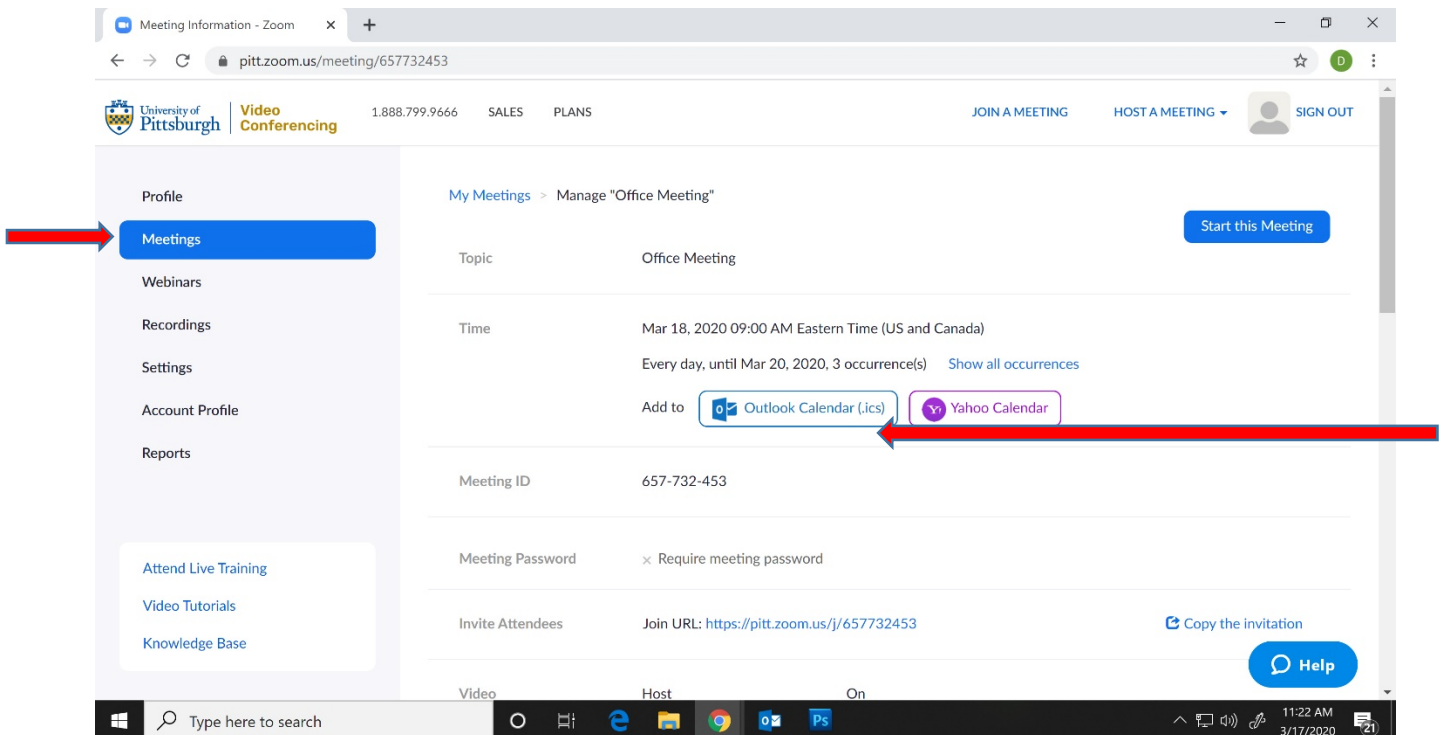 Meeting Information - Zoom
pitt.zoom.us/meeting/657732453
D
University of Pittsburgh Video Conferencing 1.888.799.9666 SALES PLANS JOIN A MEETING HOST A MEETING SIGN OUT
Profile
Meetings
Webinars
Recordings
Settings
Account Profile
Reports
Attend Live Training
Video Tutorials
Knowledge Base
My Meetings > Manage "Office Meeting"
Start this Meeting
Topic Office Meeting
Time Mar 18, 2020 09:00 AM Eastern Time (US and Canada)
Every day, until Mar 20, 2020, 3 occurrence(s) Show all occurrences
Add to Outlook Calendar (.ics) Yahoo Calendar
Meeting ID 657-732-453
Meeting Password × Require meeting password
Invite Attendees Join URL: https://pitt.zoom.us/j/657732453 Copy the invitation
Help
Video Host On
Type here to search
Ps
11:22 AM
3/17/2020
21